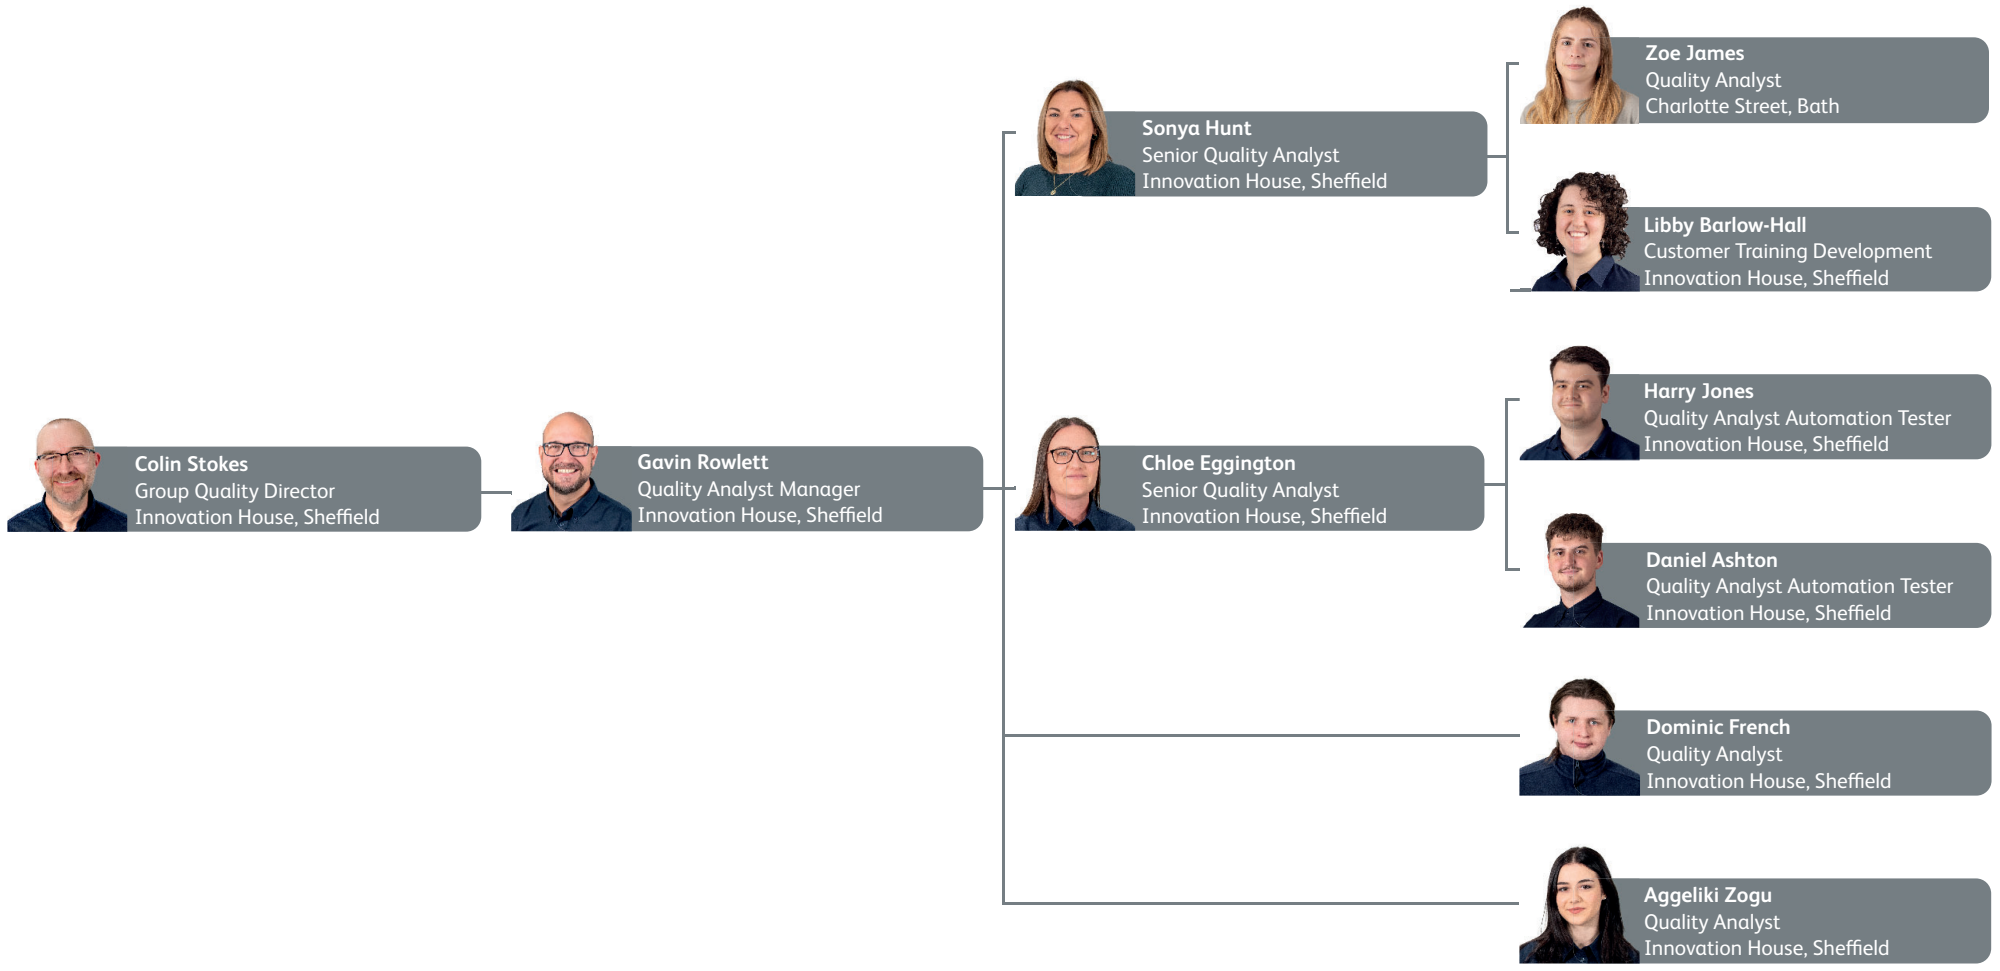 Zoe James
Quality Analyst
Charlotte Street, Bath
Sonya Hunt
Senior Quality Analyst
Innovation House, Sheffield
Libby Barlow-Hall
Customer Training Development
Innovation House, Sheffield
Harry Jones
Quality Analyst Automation Tester
Innovation House, Sheffield
Colin Stokes
Group Quality Director
Innovation House, Sheffield
Gavin Rowlett
Quality Analyst Manager
Innovation House, Sheffield
Chloe Eggington
Senior Quality Analyst
Innovation House, Sheffield
Daniel Ashton
Quality Analyst Automation Tester
Innovation House, Sheffield
Dominic French
Quality Analyst
Innovation House, Sheffield
Aggeliki Zogu
Quality Analyst
Innovation House, Sheffield